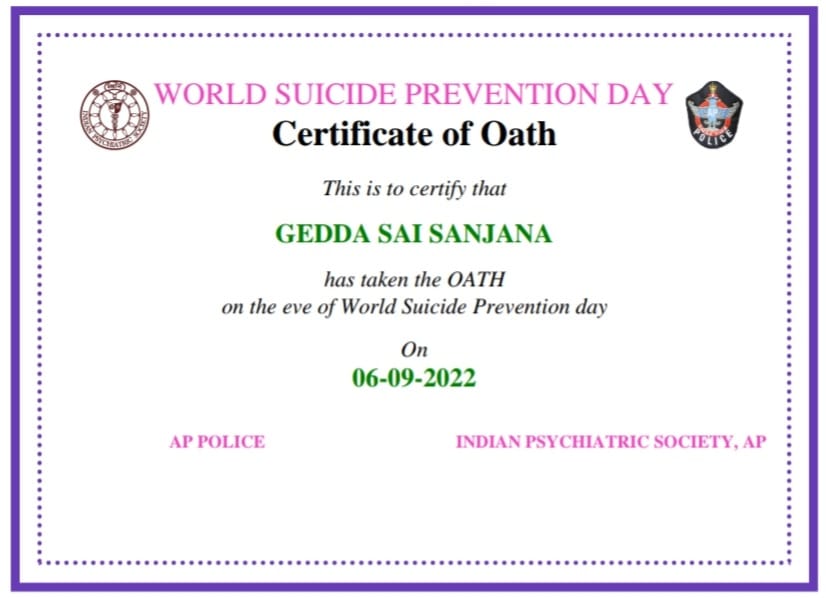 WORLD SUICIDE PREVENTION DAY
Certificate of Oath
INDIAN PSYCHIATRIC SOCIETY
POLICE
This is to certify that
GEDDA SAI SANJANA
has taken the OATH
on the eve of World Suicide Prevention day
On
06-09-2022
AP POLICE
INDIAN PSYCHIATRIC SOCIETY, AP